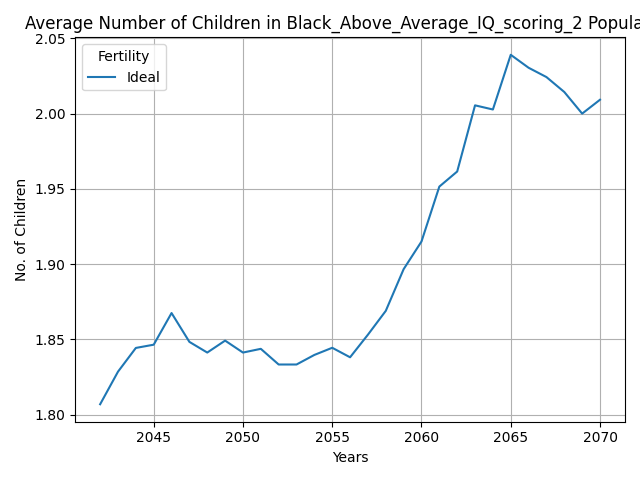 Average Number of Children in Black_Above_Average_IQ_scoring_2 Popula
2.05
Fertility
Ideal
2.00
1.95
1.90
1.85
1.80
No. of Children
2045 2050 2055 2060 2065 2070
Years